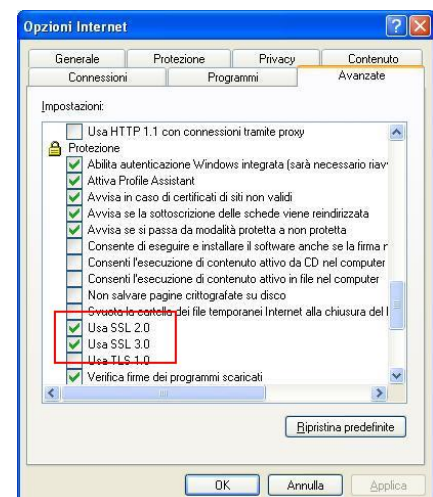 Opzioni Internet
Generale Protezione Privacy Contenuto
Connessioni Programmi Avanzate
Impostazioni:
Usa HTTP 1.1 con connessioni tramite proxy
Protezione
Abilita autenticazione Windows integrata (sarà necessario riav
Attiva Profile Assistant
Avvisa in caso di certificati di siti non validi
Avvisa se la sottoscrizione delle schede viene reindirizzata
Avvisa se si passa da modalità protetta a non protetta
Consente di eseguire e installare il software anche se la firma n
Consenti l'esecuzione di contenuto attivo da CD nel computer
Consenti l'esecuzione di contenuto attivo in file nel computer
Non salvare pagine crittografate su disco
Svuota la cartella dei file temporanei Internet alla chiusura del
Usa SSL 2.0
Usa SSL 3.0
Usa TLS 1.0
Verifica firme dei programmi scaricati
Ripristina predefinite
OK Annulla Applica